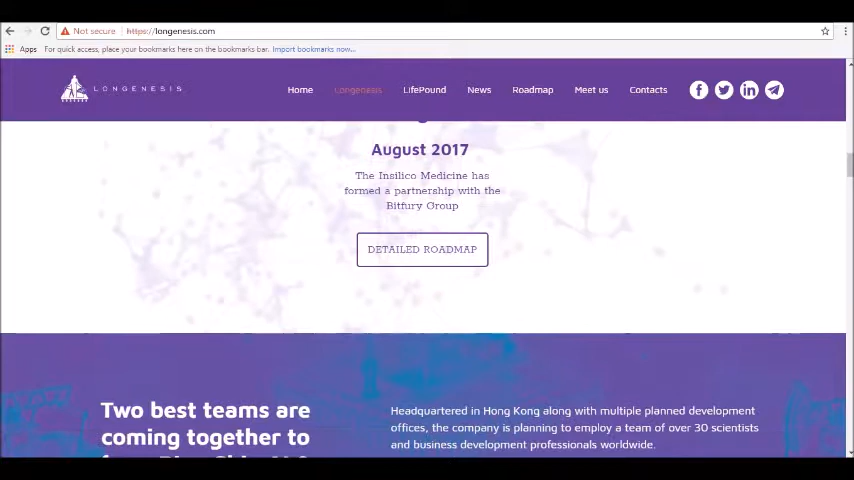 Not secure https://longenesis.com
Apps For quick access, place your bookmarks here on the bookmarks bar. Import bookmarks now...
LONGENESIS Home Longenesis LifePound News Roadmap Meet us Contacts
August 2017
The Insilico Medicine has
formed a partnership with the
Bitfury Group
DETAILED ROADMAP
Two best teams are
coming together to
Headquartered in Hong Kong along with multiple planned development
offices, the company is planning to employ a team of over 30 scientists
and business development professionals worldwide.